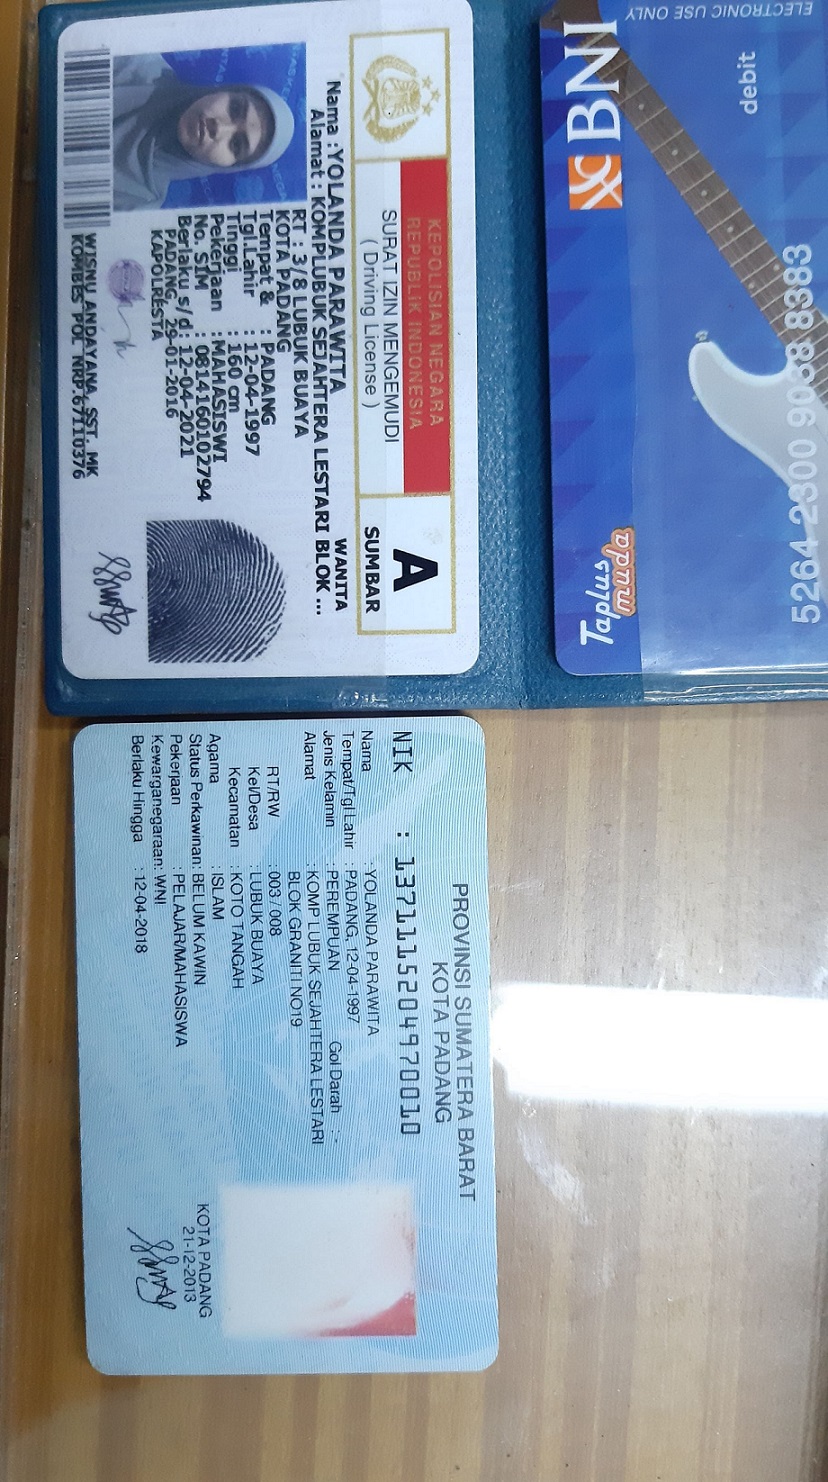 KEPOLISIAN NEGARA
REPUBLIK INDONESIA
SURAT IZIN MENGEMUDI
( Driving License )
A
SUMBAR
Nama : YOLANDA PARAWITA WANITA
Alamat : KOMPLUBUK SEJAHTERA LESTARI BLOK ...
RT : 3/8 LUBUK BUAYA
KOTA PADANG
Tempat & : PADANG
Tgl.Lahir : 12-04-1997
Tinggi : 160 cm
Pekerjaan : MAHASISWI
No. SIM : 0814160102794
Berlaku s/d : 12-04-2021
PADANG, 29-01-2016
KAPOLRESTA
WISNU ANDAYANA, SST, MK
KOMBES POL NRP.67110376
ELECTRONIC USE ONLY
BNI
debit
5264
Taplus
muda
PROVINSI SUMATERA BARAT
KOTA PADANG
NIK : 1371115204970010
Nama : YOLANDA PARAWITA
Tempat/Tgl Lahir : PADANG, 12-04-1997
Jenis Kelamin : PEREMPUAN Gol Darah : -
Alamat : KOMP LUBUK SEJAHTERA LESTARI
BLOK GRANITI NO19
RT/RW : 003 / 008
Kel/Desa : LUBUK BUAYA
Kecamatan : KOTO TANGAH
Agama : ISLAM
Status Perkawinan: BELUM KAWIN
Pekerjaan : PELAJAR/MAHASISWA
Kewarganegaraan: WNI
Berlaku Hingga : 12-04-2018
KOTA PADANG
21-12-2013